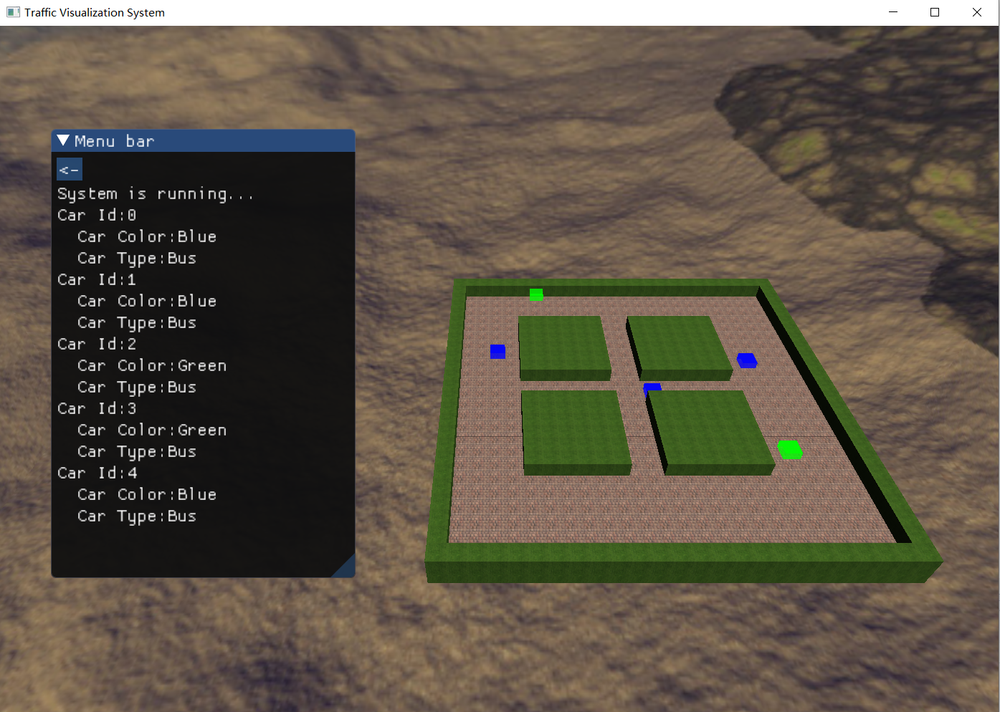 Traffic Visualization System
Menu bar
<-
System is running...
Car Id:0
Car Color:Blue
Car Type:Bus
Car Id:1
Car Color:Blue
Car Type:Bus
Car Id:2
Car Color:Green
Car Type:Bus
Car Id:3
Car Color:Green
Car Type:Bus
Car Id:4
Car Color:Blue
Car Type:Bus